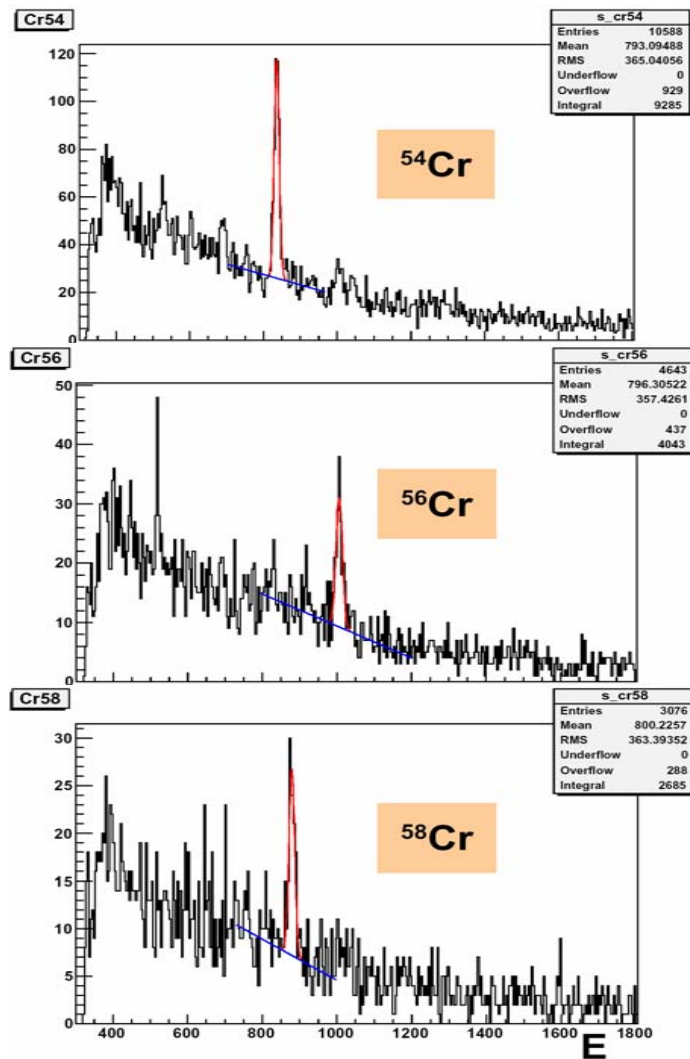 Cr54
s_cr54
Entries 10588
Mean 793.09488
RMS 365.04056
Underflow 0
Overflow 929
Integral 9285
120
100
80
60
40
20
0
⁵⁴Cr
Cr56
s_cr56
Entries 4643
Mean 796.30522
RMS 357.4261
Underflow 0
Overflow 437
Integral 4043
50
40
30
20
10
0
⁵⁶Cr
Cr58
s_cr58
Entries 3076
Mean 800.2257
RMS 363.39352
Underflow 0
Overflow 288
Integral 2685
30
25
20
15
10
5
0
⁵⁸Cr
400 600 800 1000 1200 1400 1600 1800
E